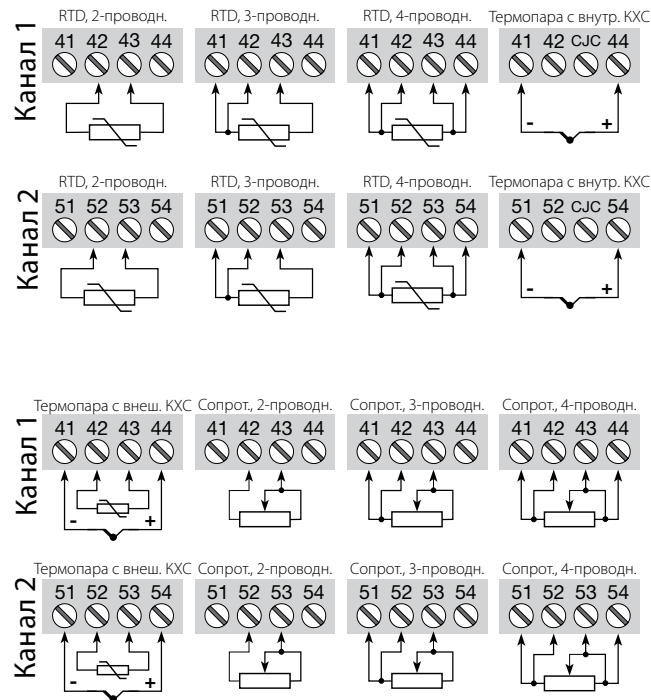 Канал 1
RTD, 2-проводн. RTD, 3-проводн. RTD, 4-проводн. Термопара с внутр. КХС
41 42 43 44 41 42 43 44 41 42 43 44 41 42 CJC 44
- +
Канал 2
RTD, 2-проводн. RTD, 3-проводн. RTD, 4-проводн. Термопара с внутр. КХС
51 52 53 54 51 52 53 54 51 52 53 54 51 52 CJC 54
- +
Канал 1
Термопара с внеш. КХС Сопрот., 2-проводн. Сопрот., 3-проводн. Сопрот., 4-проводн.
41 42 43 44 41 42 43 44 41 42 43 44 41 42 43 44
- +
Канал 2
Термопара с внеш. КХС Сопрот., 2-проводн. Сопрот., 3-проводн. Сопрот., 4-проводн.
51 52 53 54 51 52 53 54 51 52 53 54 51 52 53 54
- +